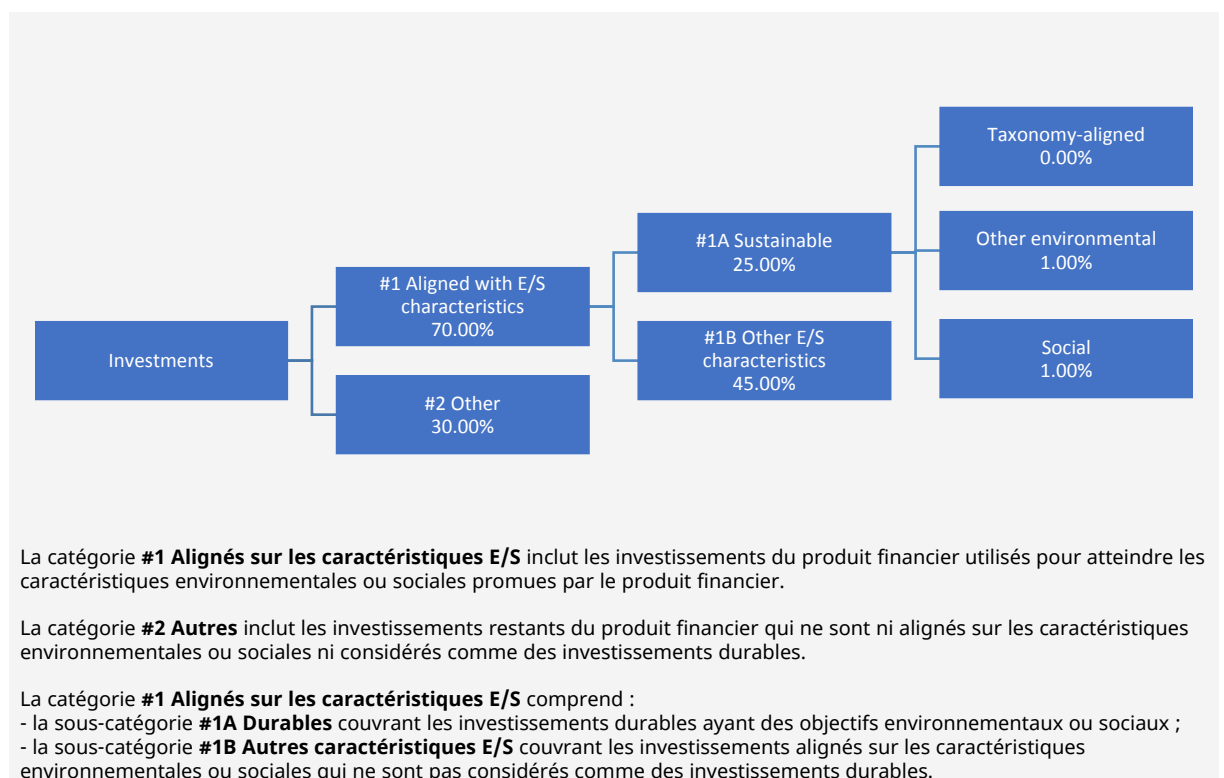 Investments
#1 Aligned with E/S
characteristics
70.00%
#2 Other
30.00%
#1A Sustainable
25.00%
#1B Other E/S
characteristics
45.00%
Taxonomy-aligned
0.00%
Other environmental
1.00%
Social
1.00%
La catégorie #1 Alignés sur les caractéristiques E/S inclut les investissements du produit financier utilisés pour atteindre les
caractéristiques environnementales ou sociales promues par le produit financier.
La catégorie #2 Autres inclut les investissements restants du produit financier qui ne sont ni alignés sur les caractéristiques
environnementales ou sociales ni considérés comme des investissements durables.
La catégorie #1 Alignés sur les caractéristiques E/S comprend :
- la sous-catégorie #1A Durables couvrant les investissements durables ayant des objectifs environnementaux ou sociaux ;
- la sous-catégorie #1B Autres caractéristiques E/S couvrant les investissements alignés sur les caractéristiques
environnementales ou sociales qui ne sont pas considérés comme des investissements durables.